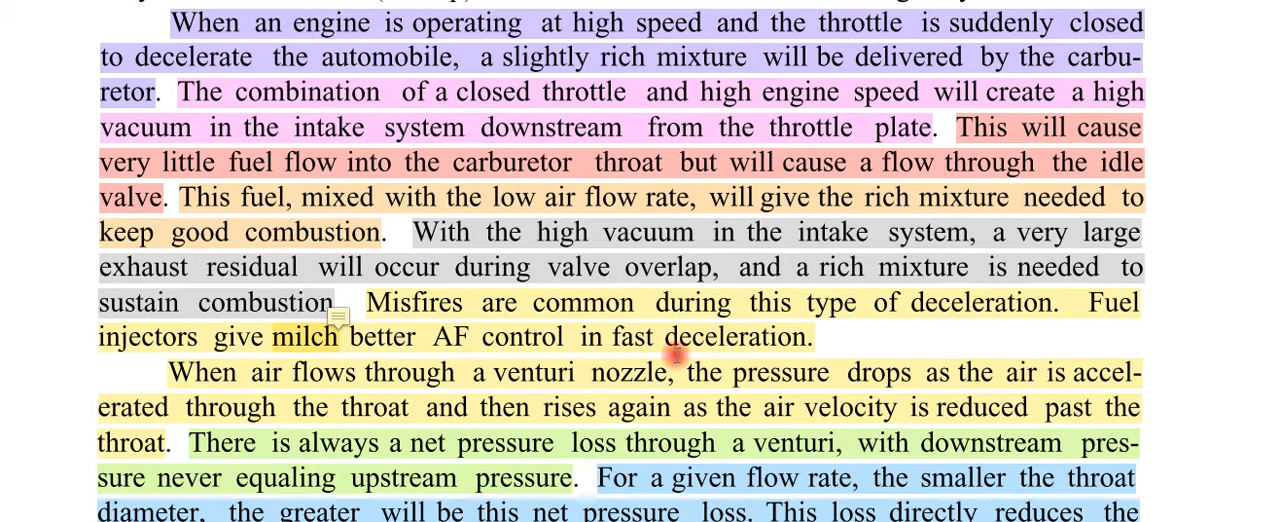 When an engine is operating at high speed and the throttle is suddenly closed
to decelerate the automobile, a slightly rich mixture will be delivered by the carbu-
retor. The combination of a closed throttle and high engine speed will create a high
vacuum in the intake system downstream from the throttle plate. This will cause
very little fuel flow into the carburetor throat but will cause a flow through the idle
valve. This fuel, mixed with the low air flow rate, will give the rich mixture needed to
keep good combustion. With the high vacuum in the intake system, a very large
exhaust residual will occur during valve overlap, and a rich mixture is needed to
sustain combustion. Misfires are common during this type of deceleration. Fuel
injectors give milch better AF control in fast deceleration.
When air flows through a venturi nozzle, the pressure drops as the air is accel-
erated through the throat and then rises again as the air velocity is reduced past the
throat. There is always a net pressure loss through a venturi, with downstream pres-
sure never equaling upstream pressure. For a given flow rate, the smaller the throat
diameter, the greater will be this net pressure loss. This loss directly reduces the